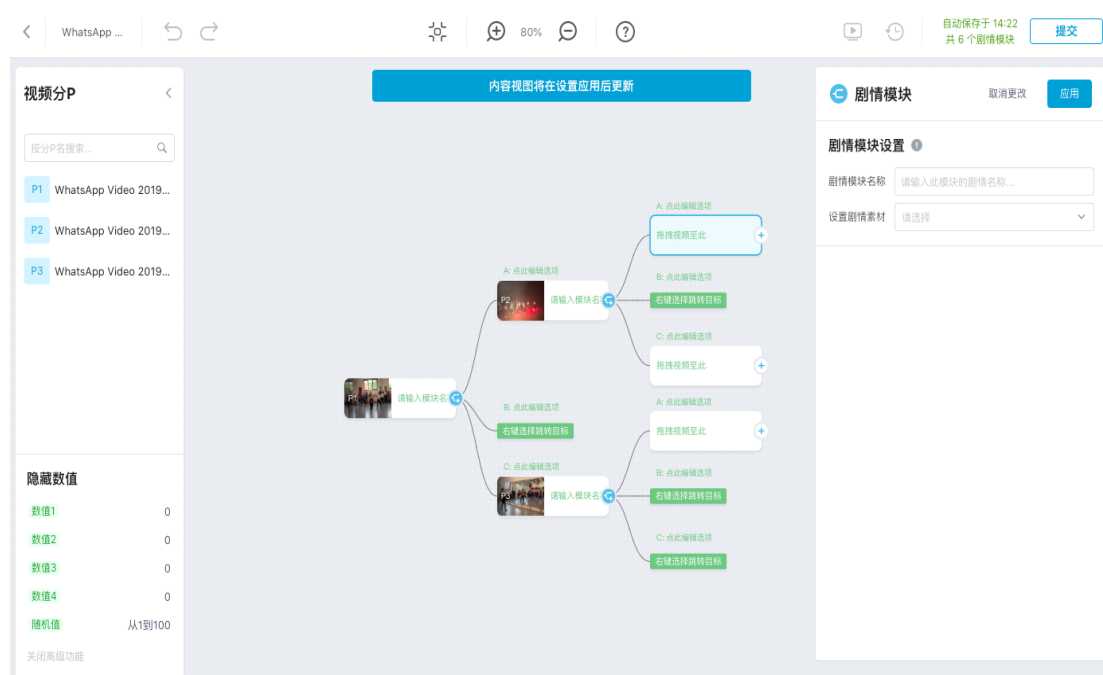 WhatsApp ...
80%
自动保存于 14:22
共 6 个剧情模块
提交
视频分P
按分P名搜索...
P1 WhatsApp Video 2019...
P2 WhatsApp Video 2019...
P3 WhatsApp Video 2019...
隐藏数值
数值1 0
数值2 0
数值3 0
数值4 0
随机值 从1到100
关闭高级功能
内容视图将在设置应用后更新
P1 请输入模块名
A: 点此编辑选项
P2 请输入模块名
B: 点此编辑选项
右键选择跳转目标
C: 点此编辑选项
P3 请输入模块名
A: 点此编辑选项
拖拽视频至此
B: 点此编辑选项
右键选择跳转目标
C: 点此编辑选项
拖拽视频至此
A: 点此编辑选项
拖拽视频至此
B: 点此编辑选项
右键选择跳转目标
C: 点此编辑选项
右键选择跳转目标
剧情模块
取消更改
应用
剧情模块设置
剧情模块名称 请输入此模块的剧情名称...
设置剧情素材 请选择